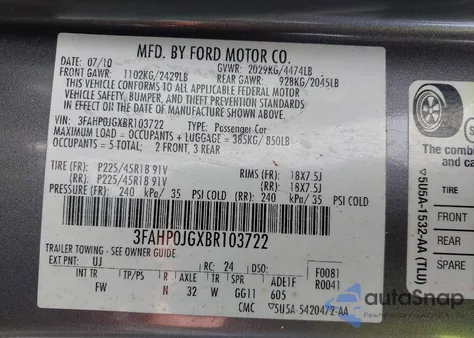 MFD. BY FORD MOTOR CO.
DATE: 07/10 GVWR: 2029KG/4474LB
FRONT GAWR: 1102KG/2429LB REAR GAWR: 928KG/2045LB
THIS VEHICLE CONFORMS TO ALL APPLICABLE FEDERAL MOTOR
VEHICLE SAFETY, BUMPER, AND THEFT PREVENTION STANDARDS
IN EFFECT ON THE DATE OF MANUFACTURE SHOWN ABOVE.
VIN: 3FAHP0JGXBR103722 TYPE: Passenger Car
MAXIMUM LOAD = OCCUPANTS + LUGGAGE = 385KG/ 850LB
OCCUPANTS = 5 TOTAL: 2 FRONT, 3 REAR
TIRE (FR): P225/45R18 91V RIMS (FR): 18X7.5J
(RR): P225/45R18 91V (RR): 18X7.5J
PRESSURE (FR): 240 kPa/ 35 PSI COLD (RR): 240 kPa/ 35 PSI COLD
3FAHP0JGXBR103722
TRAILER TOWING - SEE OWNER GUIDE.
EXT PNT: UJ RC: 24 DSO: F0081
INT TR TP/PS R AXLE TR ADE1F R0041
FW N 32 W GG11 605
CMC 5U5A-5420472-AA
The combi
of oc
TIRE
FRONT
REAR
SPARE
5U5A-1532-AA (TLU)
autoSnap